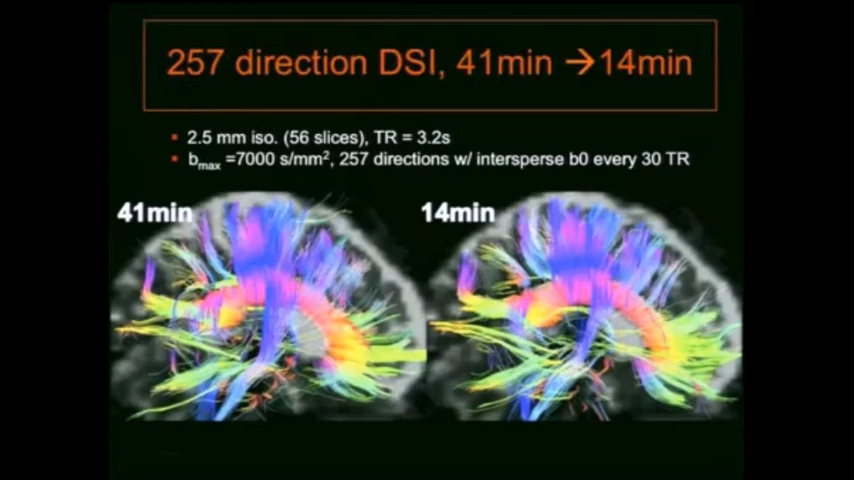 257 direction DSI, 41min →14min
▪ 2.5 mm iso. (56 slices), TR = 3.2s
▪ bmax =7000 s/mm², 257 directions w/ intersperse b0 every 30 TR
41min
14min